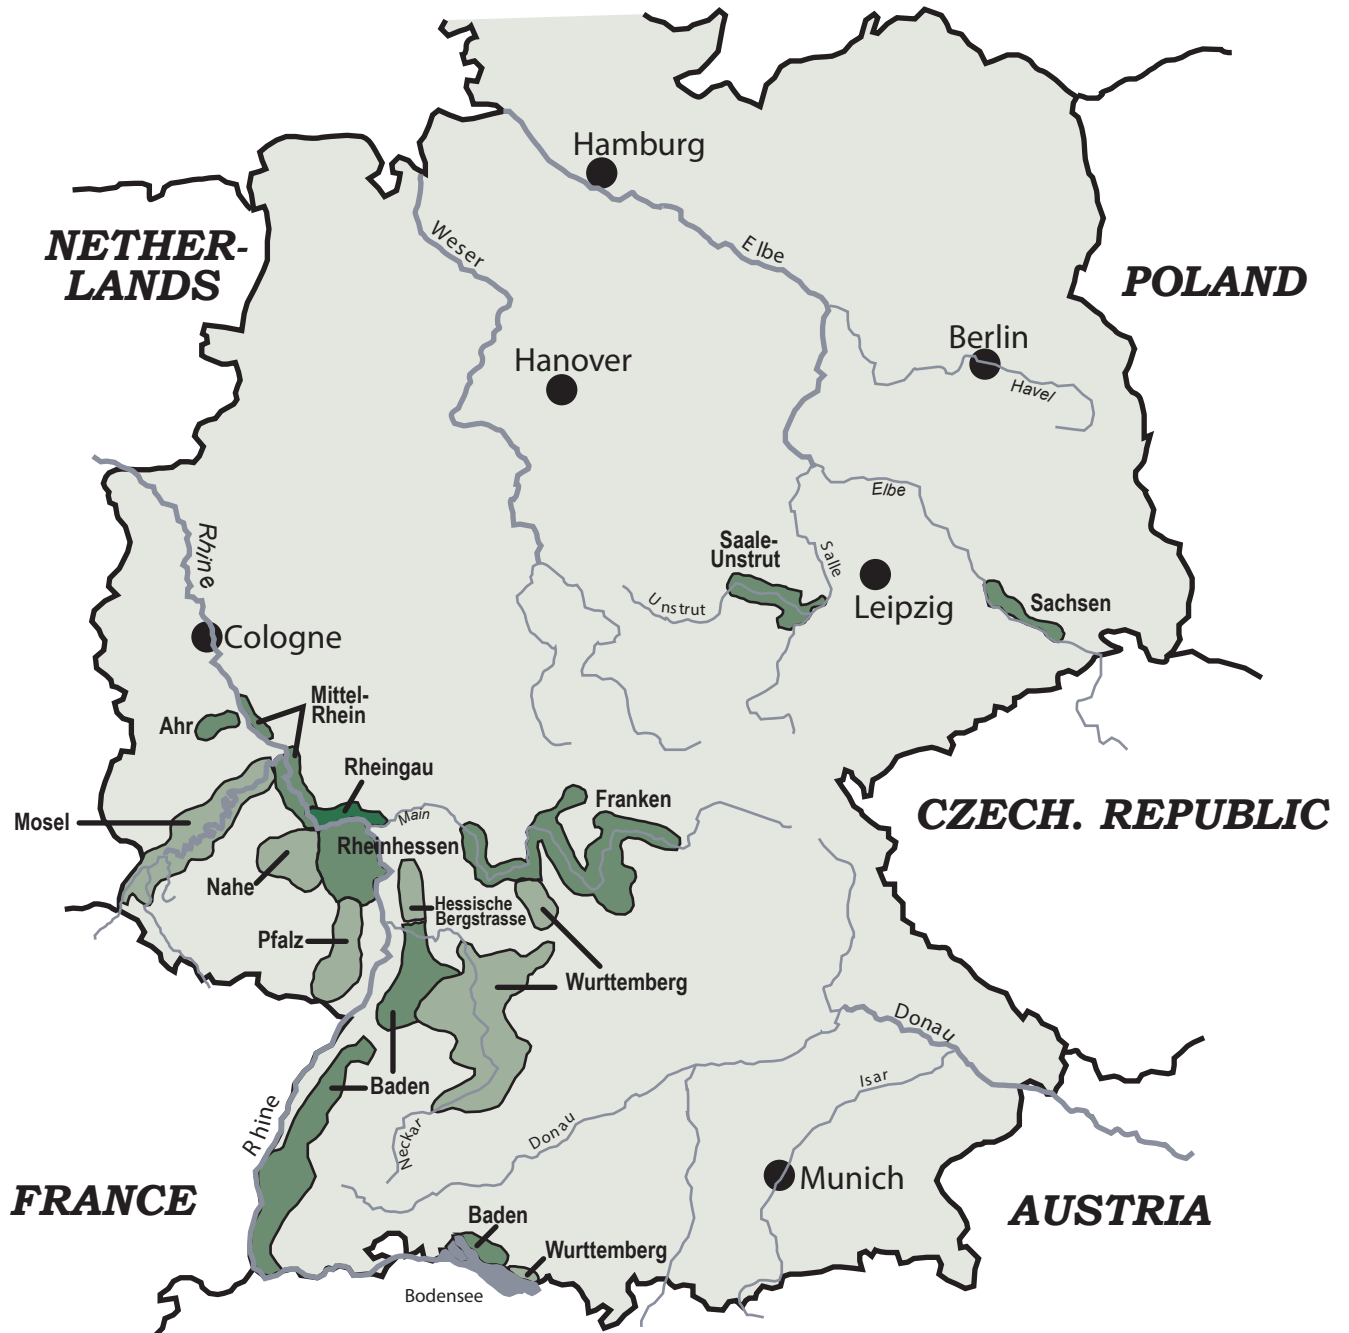 Hamburg
Weser
Elbe
NETHER-
LANDS
POLAND
Berlin
Hanover
Havel
Elbe
Rhine
Saale-
Unstrut
Salle
Unstrut
Leipzig
Sachsen
Cologne
Mittel-
Rhein
Ahr
Rheingau
Franken
Mosel
Main
CZECH. REPUBLIC
Rheinhessen
Nahe
Hessische
Bergstrasse
Pfalz
Wurttemberg
Donau
Baden
Isar
Rhine
Neckar
Donau
Munich
FRANCE
AUSTRIA
Baden
Wurttemberg
Bodensee